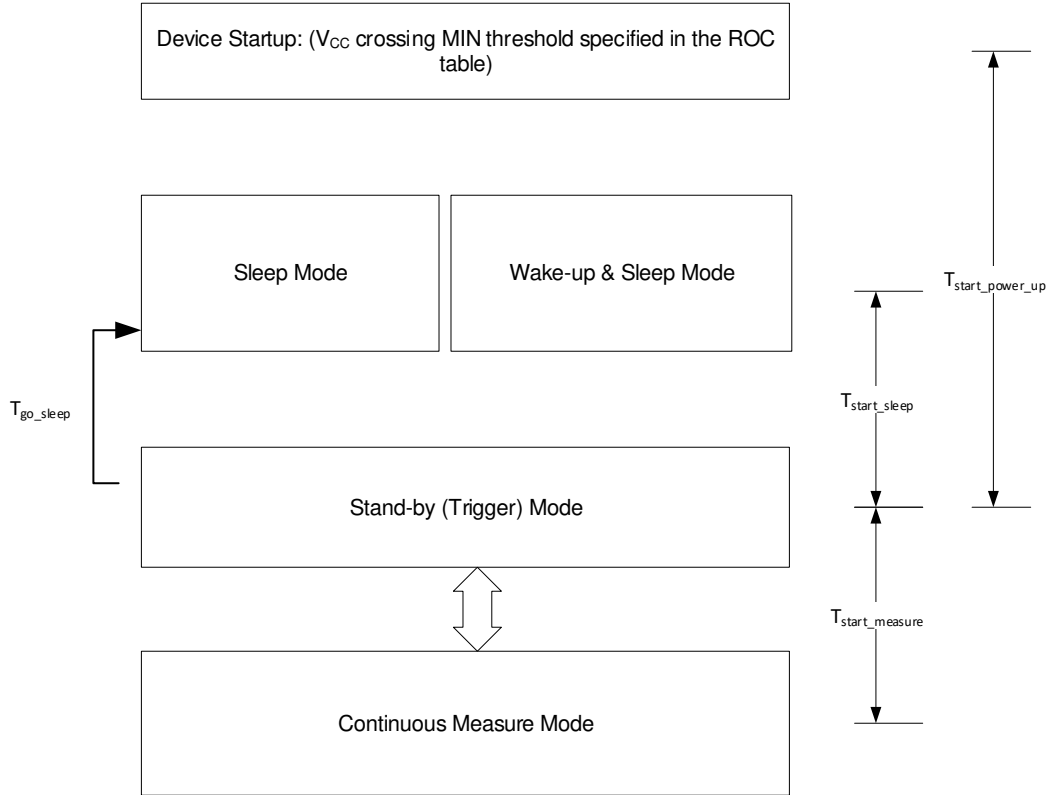 Device Startup: (VCC crossing MIN threshold specified in the ROC
table)
Sleep Mode
Wake-up & Sleep Mode
Tstart_power_up
Tgo_sleep
Tstart_sleep
Stand-by (Trigger) Mode
Tstart_measure
Continuous Measure Mode